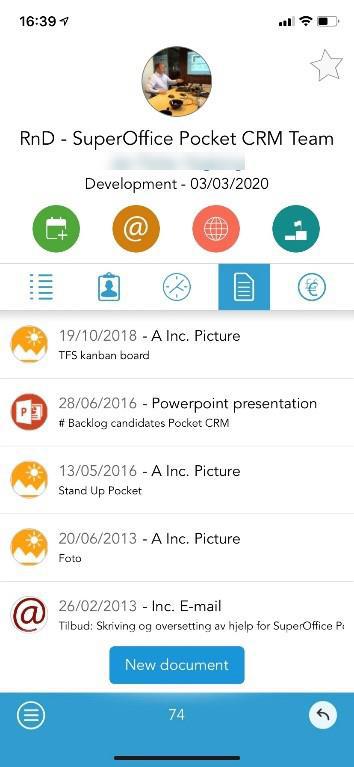 16:39
RnD - SuperOffice Pocket CRM Team
Development - 03/03/2020
19/10/2018 - A Inc. Picture
TFS kanban board
28/06/2016 - Powerpoint presentation
# Backlog candidates Pocket CRM
13/05/2016 - A Inc. Picture
Stand Up Pocket
20/06/2013 - A Inc. Picture
Foto
26/02/2013 - Inc. E-mail
Tilbud: Skriving og oversetting av hjelp for SuperOffice
New document
74